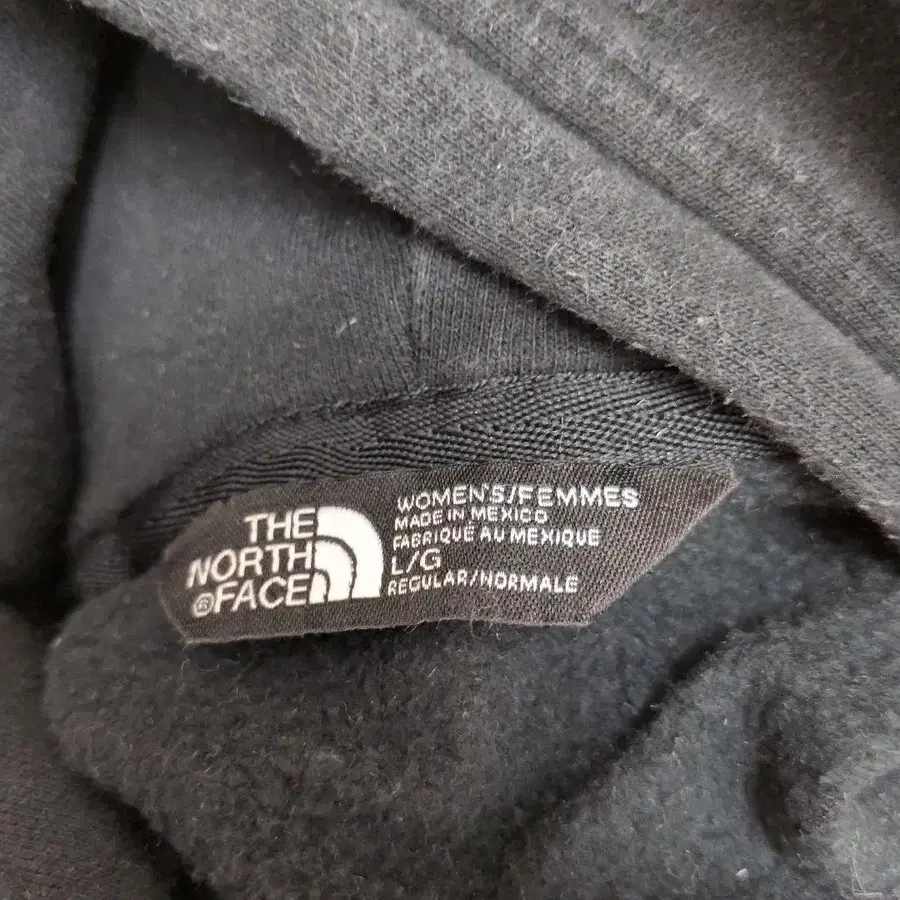 THE
NORTH
®FACE
WOMEN'S/FEMMES
MADE IN MEXICO
FABRIQUÉ AU MEXIQUE
L/G
REGULAR/NORMALE